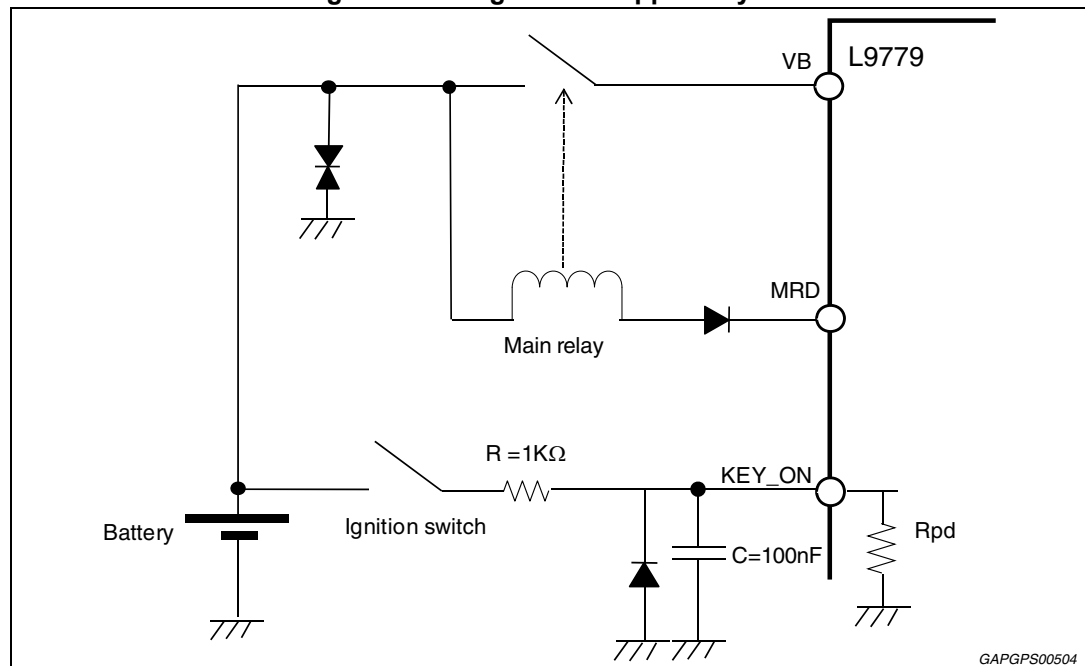 VB
L9779
MRD
Main relay
R =1KΩ
KEY_ON
Battery
Ignition switch
C=100nF
Rpd
GAPGPS00504